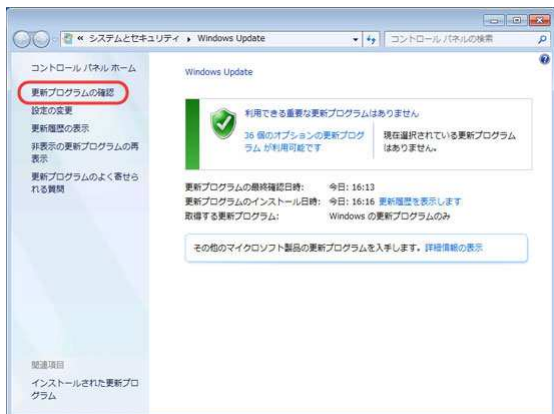 « システムとセキュリティ ▸ Windows Update
コントロール パネルの検索
コントロール パネル ホーム
更新プログラムの確認
設定の変更
更新履歴の表示
非表示の更新プログラムの再
表示
更新プログラムのよく寄せら
れる質問
Windows Update
利用できる重要な更新プログラムはありません
36 個のオプションの更新プログ
ラム が利用可能です
現在選択されている更新プログラム
はありません。
更新プログラムの最終確認日時: 今日: 16:13
更新プログラムのインストール日時: 今日: 16:16 更新履歴を表示します
取得する更新プログラム: Windows の更新プログラムのみ
その他のマイクロソフト製品の更新プログラムを入手します。 詳細情報の表示
関連項目
インストールされた更新プロ
グラム